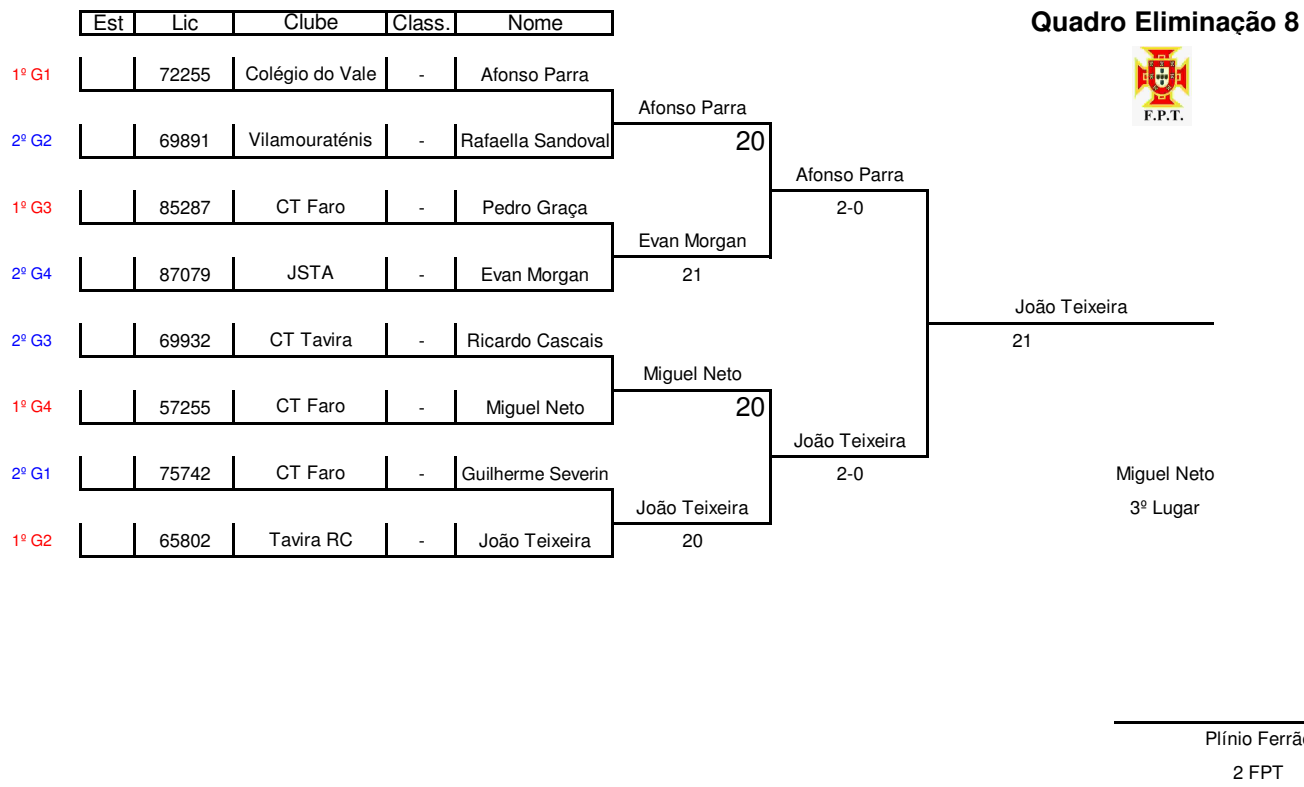 Est Lic Clube Class. Nome
Quadro Eliminação 8
F.P.T.
1º G1 72255 Colégio do Vale - Afonso Parra
Afonso Parra
20
2º G2 69891 Vilamouraténis - Rafaella Sandoval
Afonso Parra
2-0
1º G3 85287 CT Faro - Pedro Graça
Evan Morgan
21
2º G4 87079 JSTA - Evan Morgan
João Teixeira
21
2º G3 69932 CT Tavira - Ricardo Cascais
Miguel Neto
20
1º G4 57255 CT Faro - Miguel Neto
João Teixeira
2-0
2º G1 75742 CT Faro - Guilherme Severin
Miguel Neto
3º Lugar
João Teixeira
20
1º G2 65802 Tavira RC - João Teixeira
Plínio
2 FPT